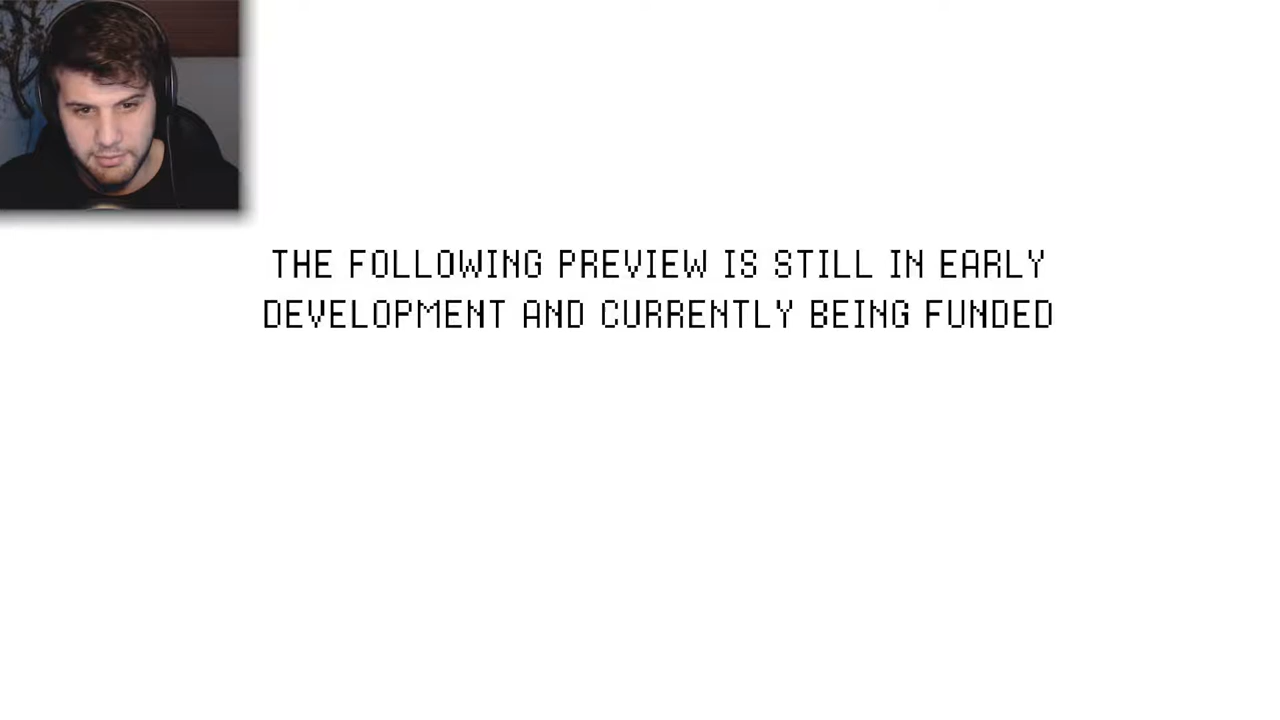 THE FOLLOWING PREVIEW IS STILL IN EARLY
DEVELOPMENT AND CURRENTLY BEING FUNDED